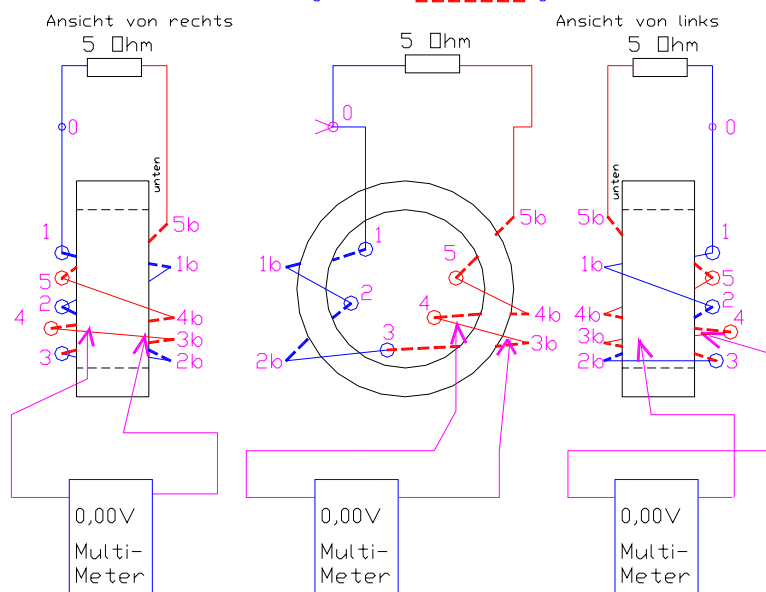 Ansicht von rechts
5 Ohm
0
unten
1
5b
1b
5
2
4
4b
3b
3
2b
0,00V
Multi-
Meter
5 Ohm
0
5b
1
5
1b
2
4
4b
3
3b
2b
0,00V
Multi-
Meter
Ansicht von links
5 Ohm
0
unten
5b
1
1b
5
2
4b
4
3b
2b
3
0,00V
Multi-
Meter